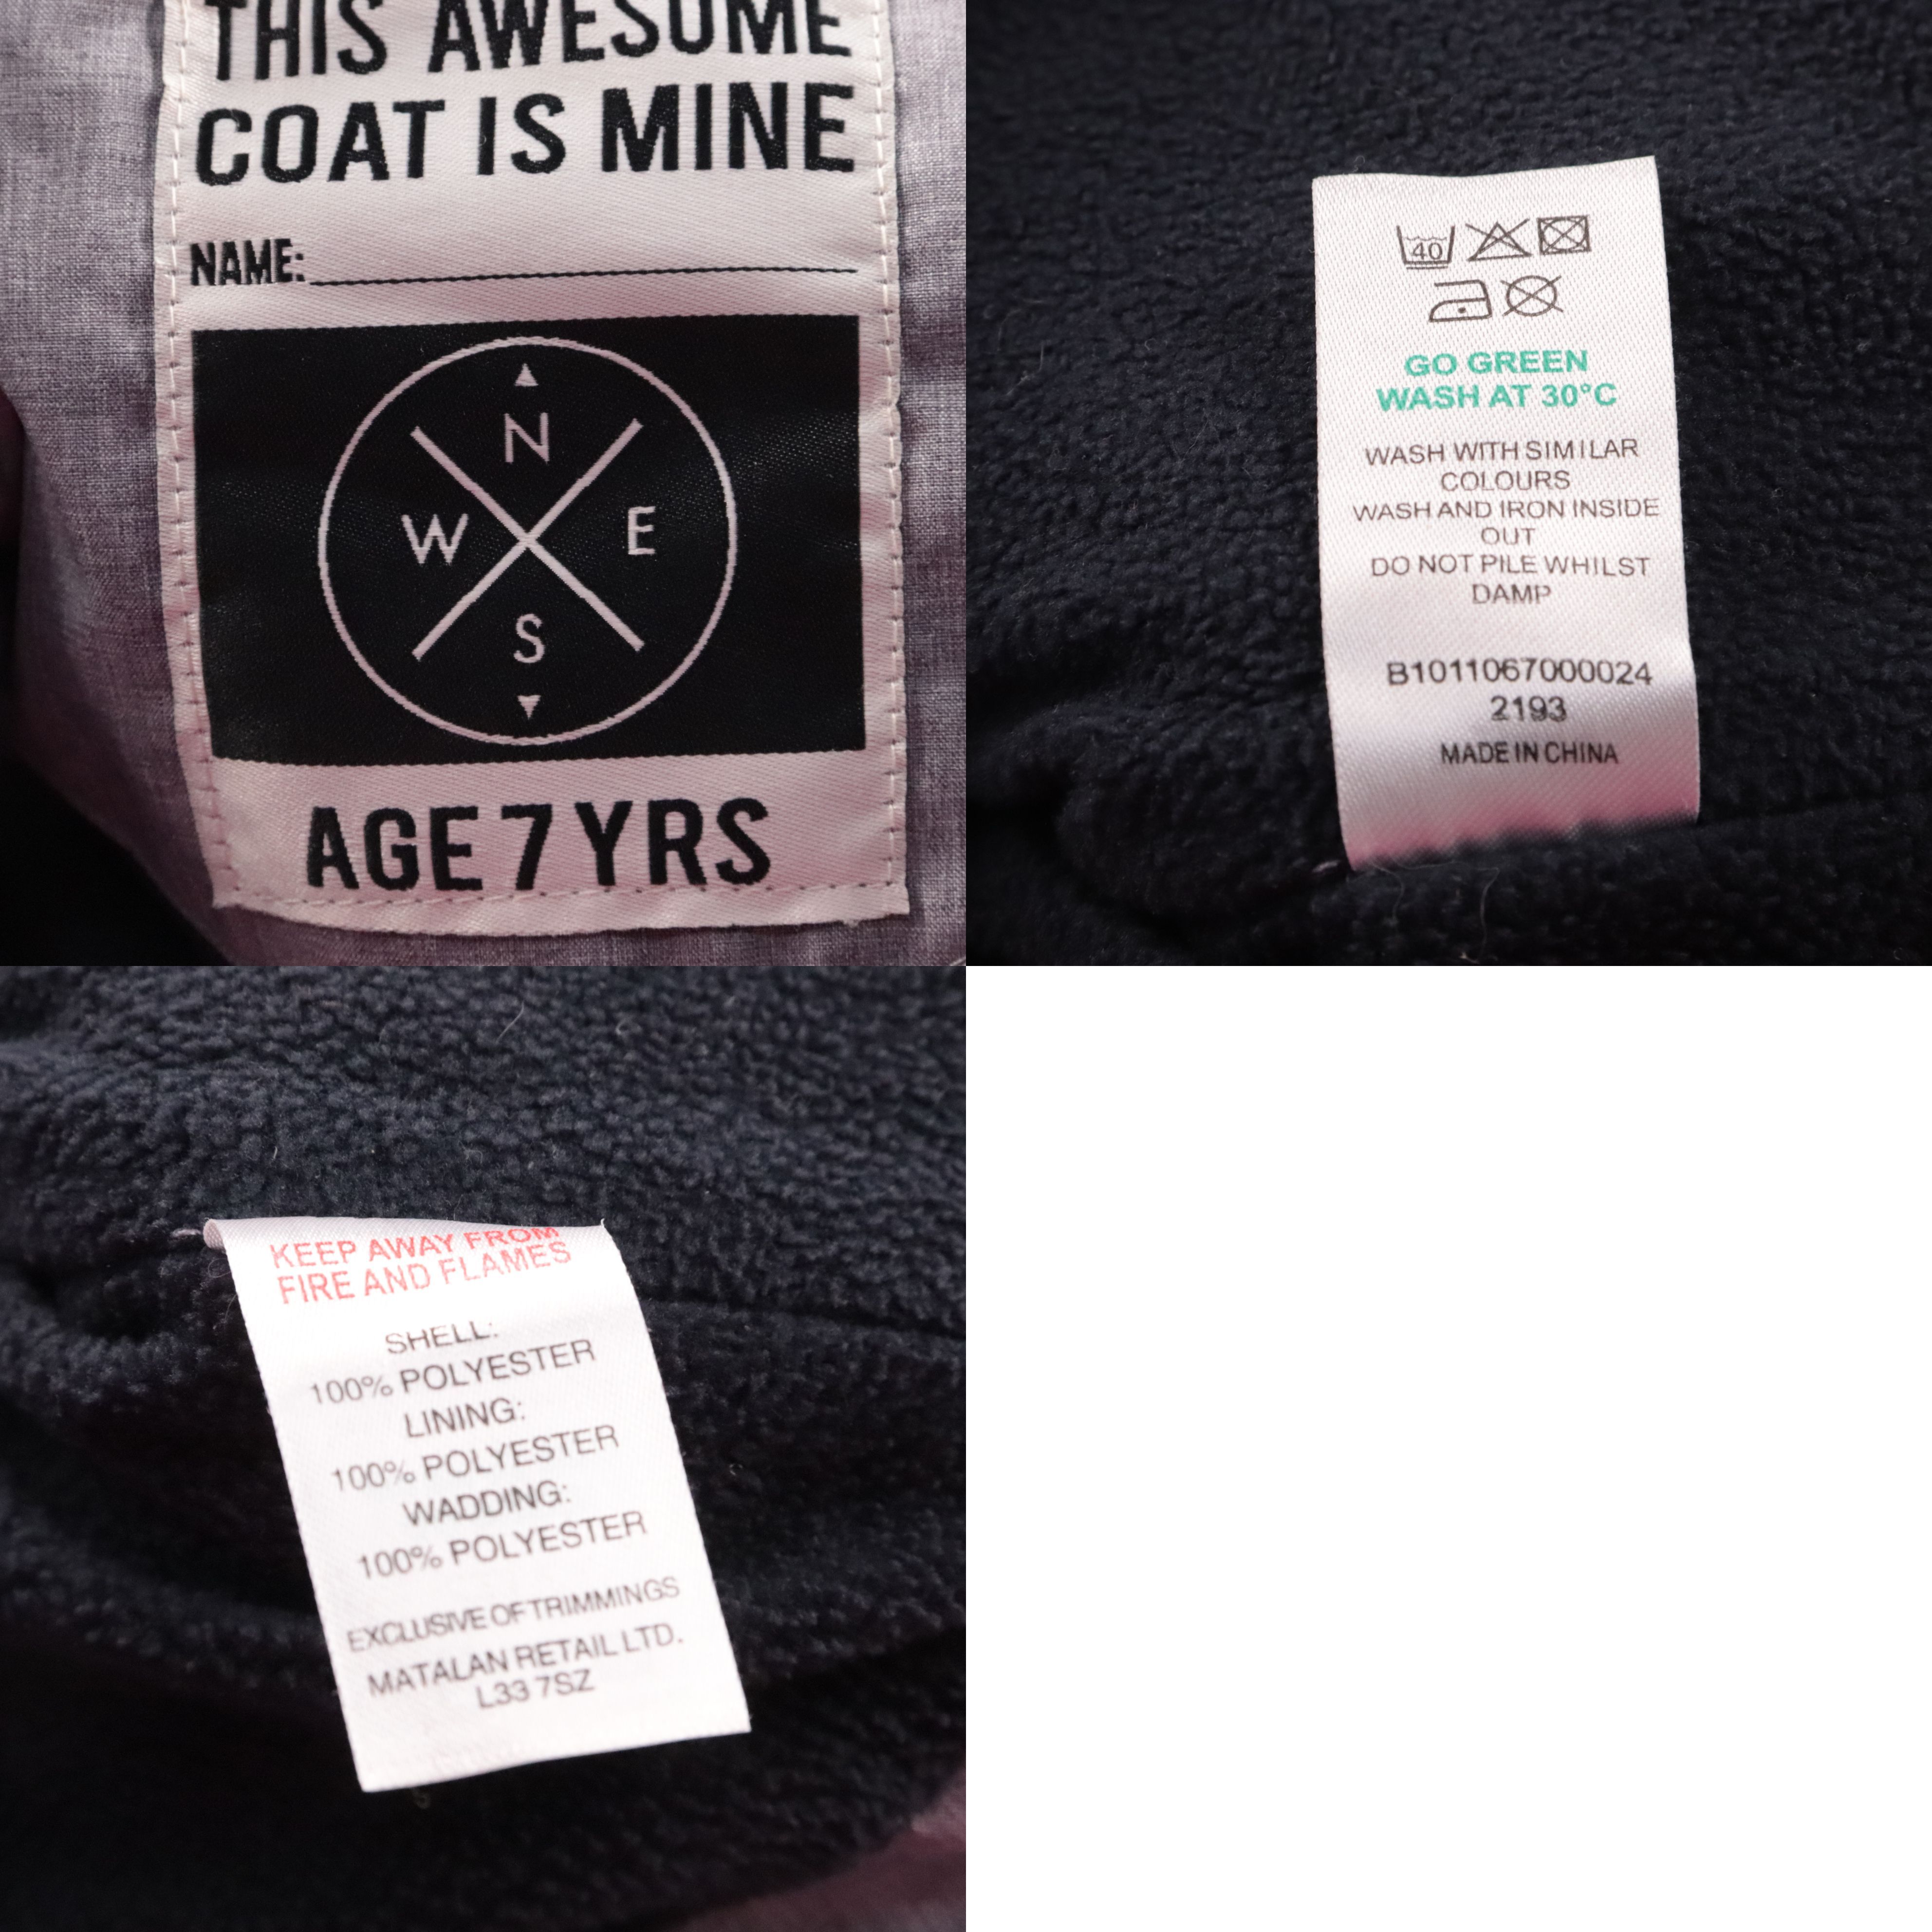 THIS AWESOME
COAT IS MINE
NAME:
N
W E
S
AGE 7 YRS
40
GO GREEN
WASH AT 30°C
WASH WITH SIMILAR
COLOURS
WASH AND IRON INSIDE
OUT
DO NOT PILE WHILST
DAMP
B1011067000024
2193
MADE IN CHINA
KEEP AWAY FROM
FIRE AND FLAMES
SHELL:
100% POLYESTER
LINING:
100% POLYESTER
WADDING:
100% POLYESTER
EXCLUSIVE OF TRIMMINGS
MATALAN RETAIL LTD.
L33 7SZ